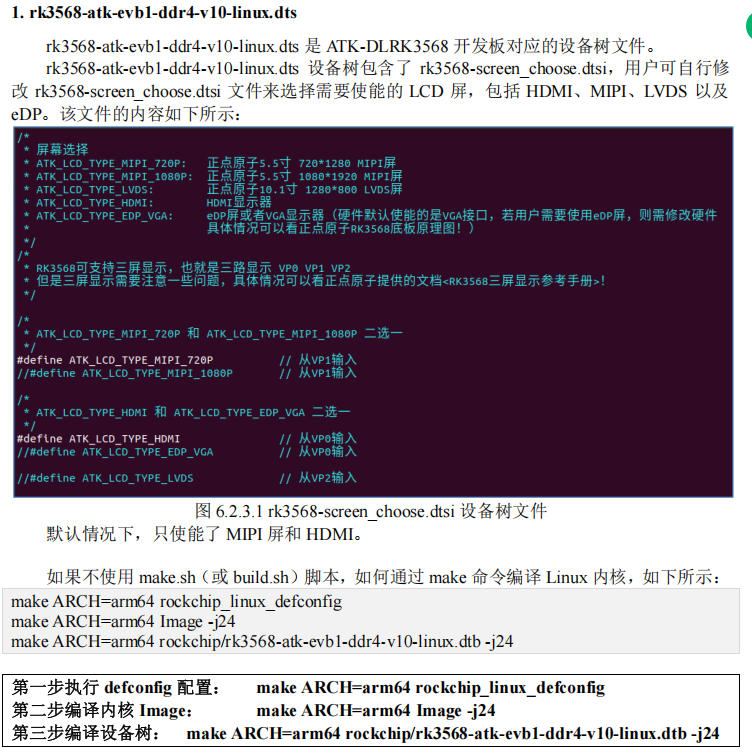 1. rk3568-atk-evb1-ddr4-v10-linux.dts
rk3568-atk-evb1-ddr4-v10-linux.dts 是 ATK-DLRK3568 开发板对应的设备树文件。
rk3568-atk-evb1-ddr4-v10-linux.dts 设备树包含了 rk3568-screen_choose.dtsi，用户可自行修
改 rk3568-screen_choose.dtsi 文件来选择需要使能的 LCD 屏，包括 HDMI、MIPI、LVDS 以及
eDP。该文件的内容如下所示：
/*
* 屏幕选择
* ATK_LCD_TYPE_MIPI_720P: 正点原子5.5寸 720*1280 MIPI屏
* ATK_LCD_TYPE_MIPI_1080P: 正点原子5.5寸 1080*1920 MIPI屏
* ATK_LCD_TYPE_LVDS: 正点原子10.1寸 1280*800 LVDS屏
* ATK_LCD_TYPE_HDMI: HDMI显示器
* ATK_LCD_TYPE_EDP_VGA: eDP屏或者VGA显示器（硬件默认使能的是VGA接口，若用户需要使用eDP屏，则需修改硬件
* 具体情况可以看正点原子RK3568底板原理图！）
*/
/*
* RK3568可支持三屏显示，也就是三路显示 VP0 VP1 VP2
* 但是三屏显示需要注意一些问题，具体情况可以看正点原子提供的文档<RK3568三屏显示参考手册>！
*/
/*
* ATK_LCD_TYPE_MIPI_720P 和 ATK_LCD_TYPE_MIPI_1080P 二选一
*/
#define ATK_LCD_TYPE_MIPI_720P // 从VP1输入
//#define ATK_LCD_TYPE_MIPI_1080P // 从VP1输入
/*
* ATK_LCD_TYPE_HDMI 和 ATK_LCD_TYPE_EDP_VGA 二选一
*/
#define ATK_LCD_TYPE_HDMI // 从VP0输入
//#define ATK_LCD_TYPE_EDP_VGA // 从VP0输入
//#define ATK_LCD_TYPE_LVDS // 从VP2输入
图 6.2.3.1 rk3568-screen_choose.dtsi 设备树文件
默认情况下，只使能了 MIPI 屏和 HDMI。
如果不使用 make.sh（或 build.sh）脚本，如何通过 make 命令编译 Linux 内核，如下所示：
make ARCH=arm64 rockchip_linux_defconfig
make ARCH=arm64 Image -j24
make ARCH=arm64 rockchip/rk3568-atk-evb1-ddr4-v10-linux.dtb -j24
第一步执行 defconfig 配置： make ARCH=arm64 rockchip_linux_defconfig
第二步编译内核 Image： make ARCH=arm64 Image -j24
第三步编译设备树： make ARCH=arm64 rockchip/rk3568-atk-evb1-ddr4-v10-linux.dtb -j24